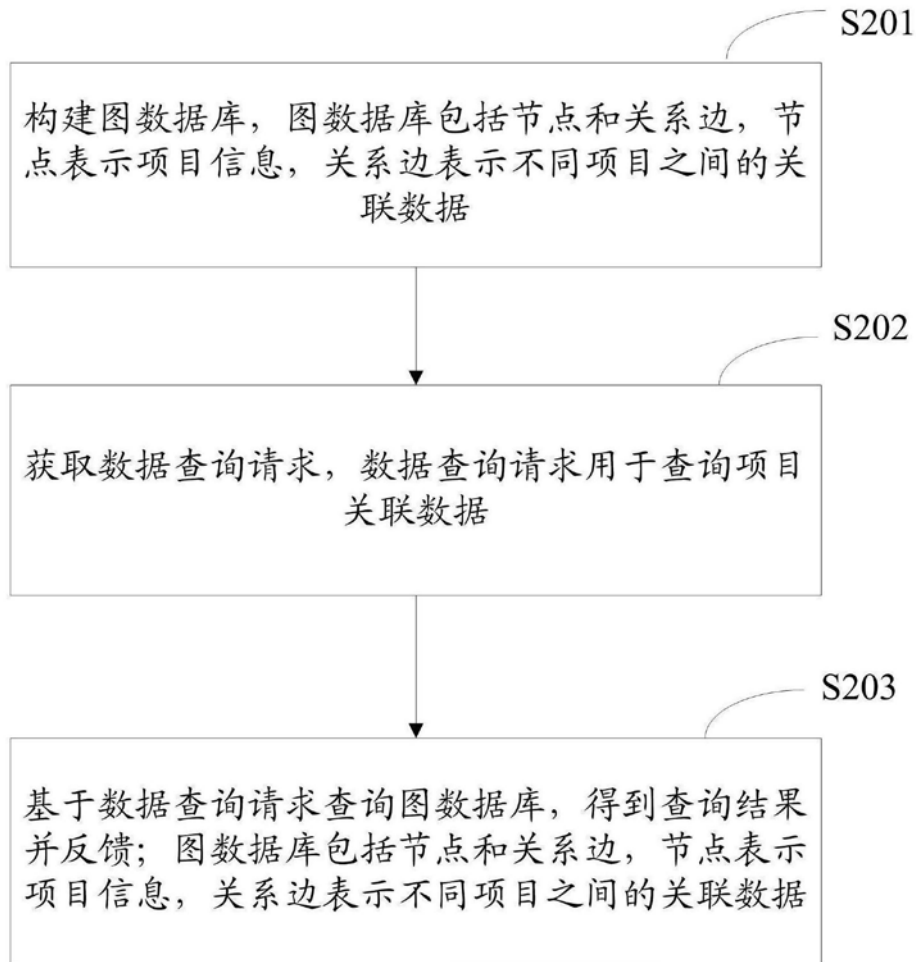 S201
构建图数据库，图数据库包括节点和关系边，节
点表示项目信息，关系边表示不同项目之间的关
联数据
S202
获取数据查询请求，数据查询请求用于查询项目
关联数据
S203
基于数据查询请求查询图数据库，得到查询结果
并反馈；图数据库包括节点和关系边，节点表示
项目信息，关系边表示不同项目之间的关联数据